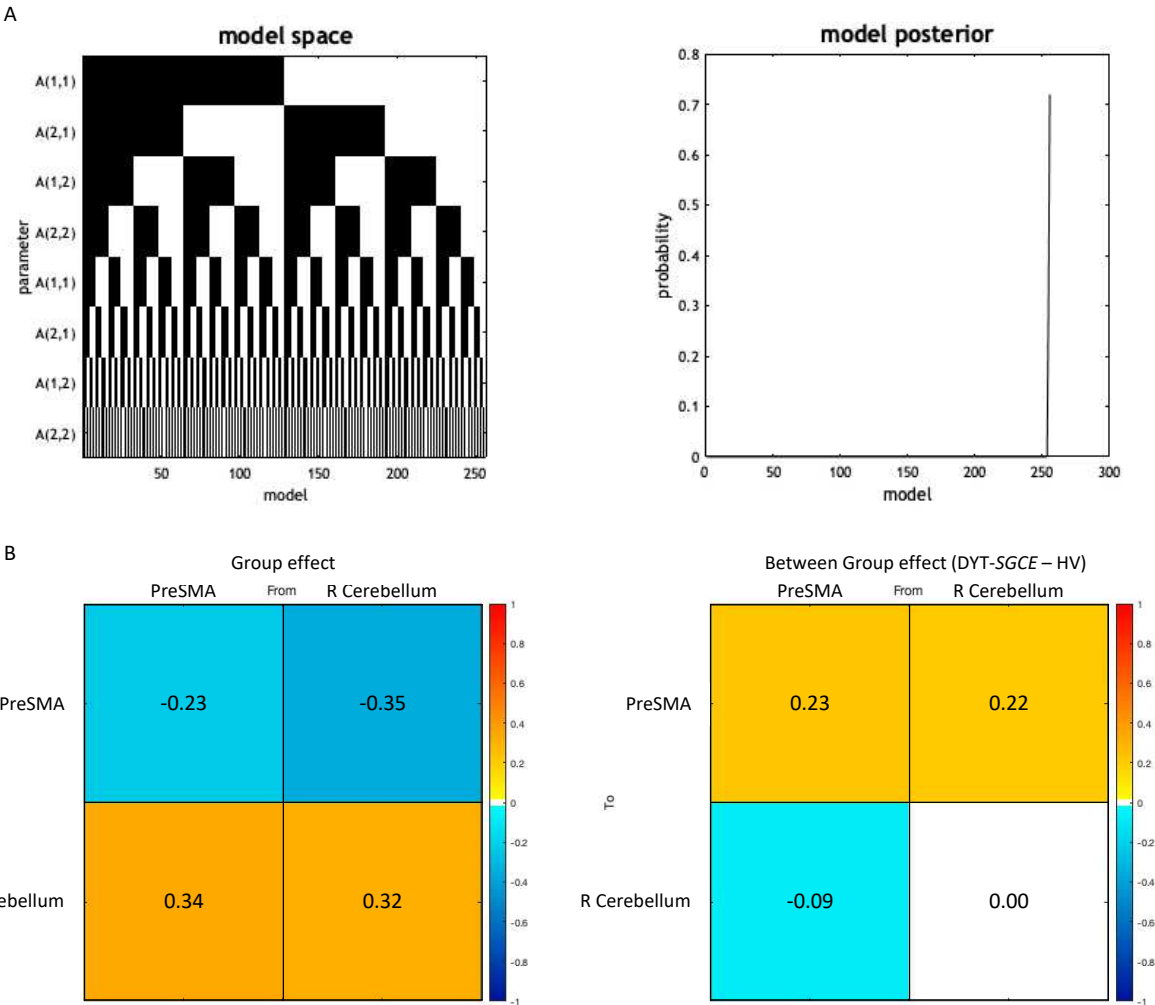 A
model space
A(1,1)
A(2,1)
A(1,2)
A(2,2)
A(1,1)
A(2,1)
A(1,2)
A(2,2)
parameter
50 100 150 200 250
model
model posterior
0.8
0.7
0.6
0.5
0.4
0.3
0.2
0.1
0
probability
0 50 100 150 200 250 300
model
B
Group effect
PreSMA From R Cerebellum
PreSMA -0.23 -0.35
ebellum 0.34 0.32
1
0.8
0.6
0.4
0.2
0
-0.2
-0.4
-0.6
-0.8
-1
Between Group effect (DYT-SGCE – HV)
PreSMA From R Cerebellum
PreSMA 0.23 0.22
To
R Cerebellum -0.09 0.00
1
0.8
0.6
0.4
0.2
0
-0.2
-0.4
-0.6
-0.8
-1